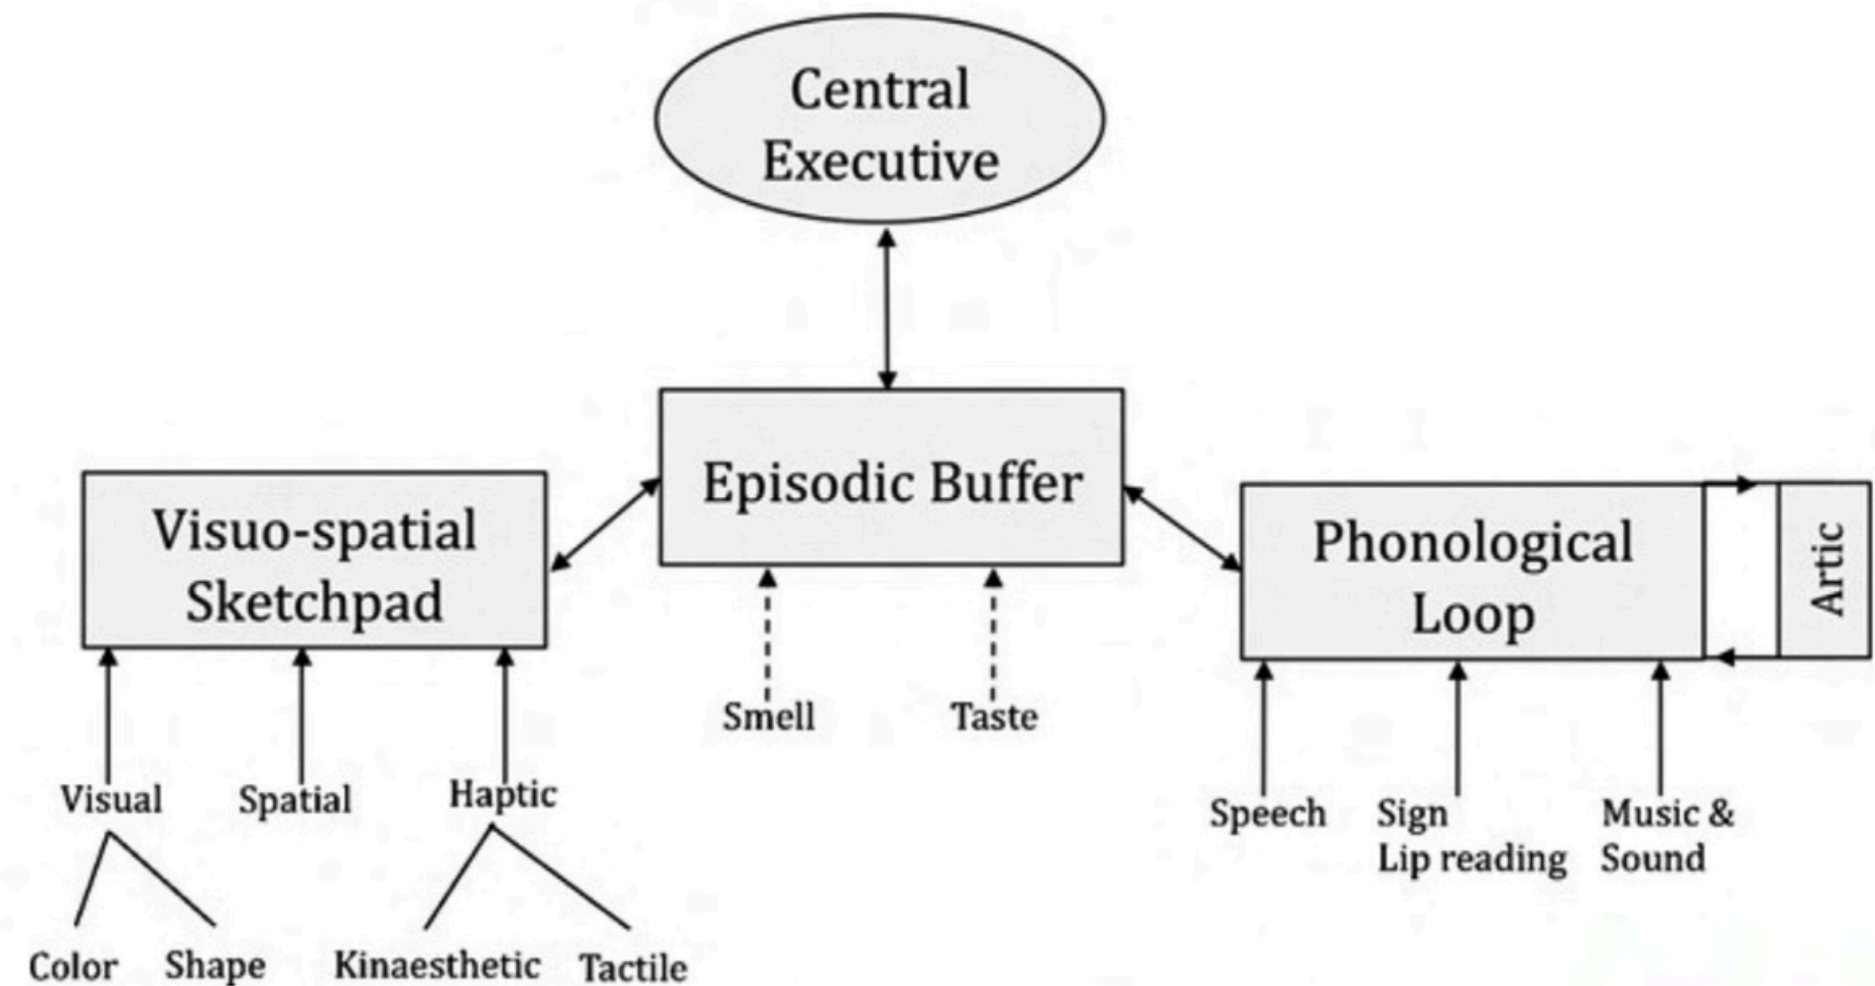 Central
Executive
Episodic Buffer
Visuo-spatial
Sketchpad
Phonological
Loop
Artic
Smell
Taste
Visual
Spatial
Haptic
Speech
Sign
Lip reading
Music &
Sound
Color
Shape
Kinaesthetic
Tactile